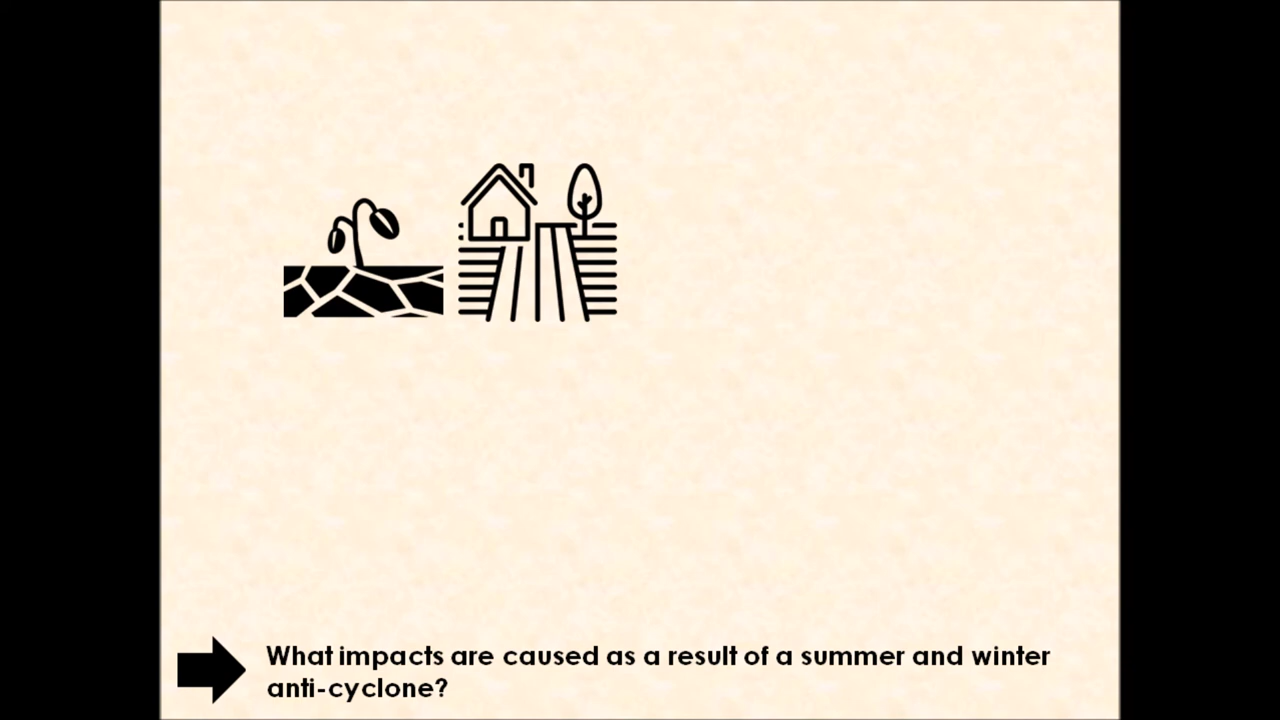 What impacts are caused as a result of a summer and winter
anti-cyclone?